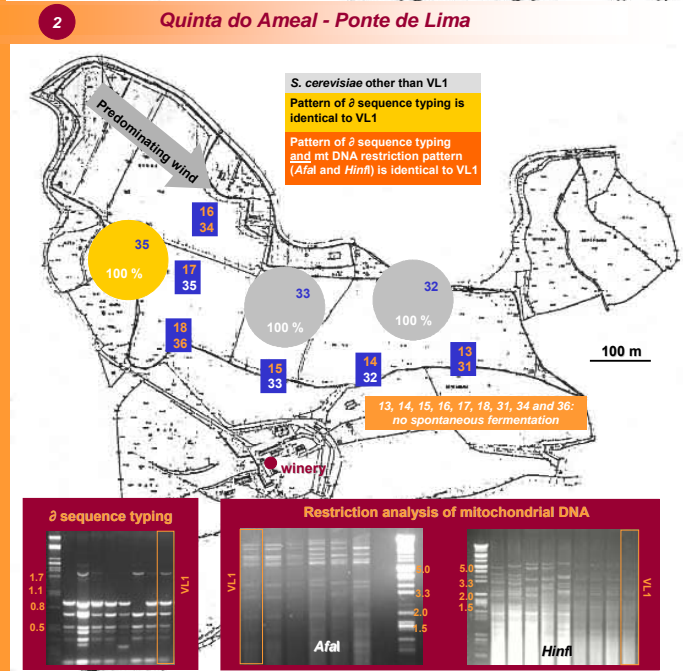 2
Quinta do Ameal - Ponte de Lima
S. cerevisiae other than VL1
Pattern of ∂ sequence typing is
identical to VL1
Pattern of ∂ sequence typing
and mt DNA restriction pattern
(AfaI and HinfI) is identical to VL1
Predominating wind
16
34
35
100 %
17
35
33
100 %
32
100 %
18
36
15
33
14
32
13
31
100 m
13, 14, 15, 16, 17, 18, 31, 34 and 36:
no spontaneous fermentation
winery
∂ sequence typing
1.7
1.1
0.8
0.5
VL1
Restriction analysis of mitochondrial DNA
VL1
5.0
3.3
2.0
1.5
AfaI
5.0
3.3
2.0
1.5
VL1
HinfI